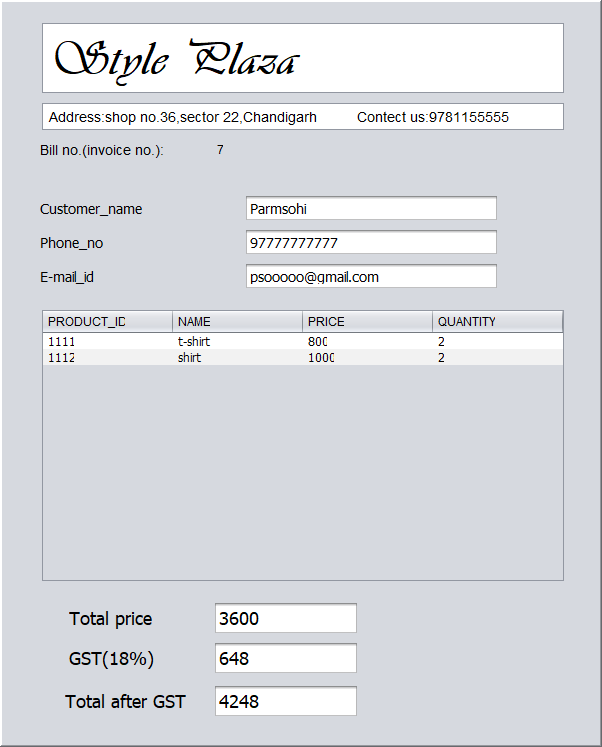 Style Plaza
Address:shop no.36,sector 22,Chandigarh Contect us:9781155555
Bill no.(invoice no.): 7
Customer_name Parmsohi
Phone_no 97777777777
E-mail_id psooooo@gmail.com
PRODUCT_ID NAME PRICE QUANTITY
1111 t-shirt 800 2
1112 shirt 1000 2
Total price 3600
GST(18%) 648
Total after GST 4248